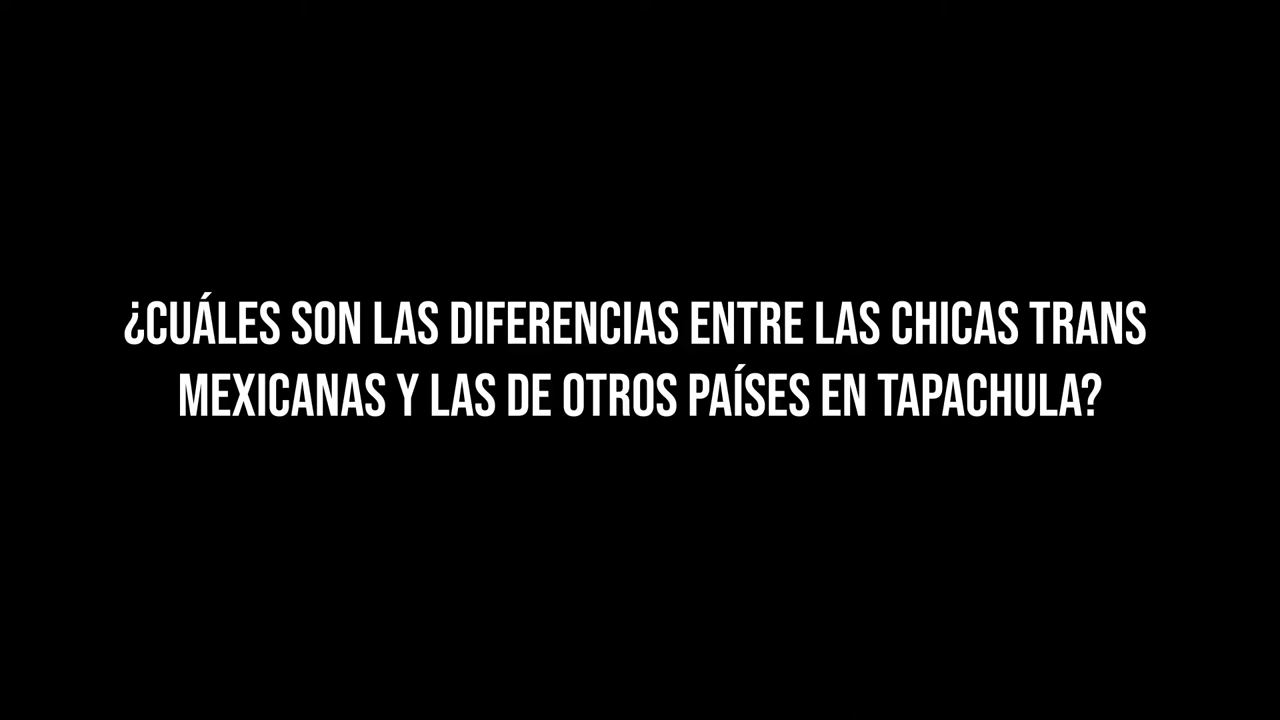 ¿CUÁLES SON LAS DIFERENCIAS ENTRE LAS CHICAS TRANS
MEXICANAS Y LAS DE OTROS PAÍSES EN TAPACHULA?